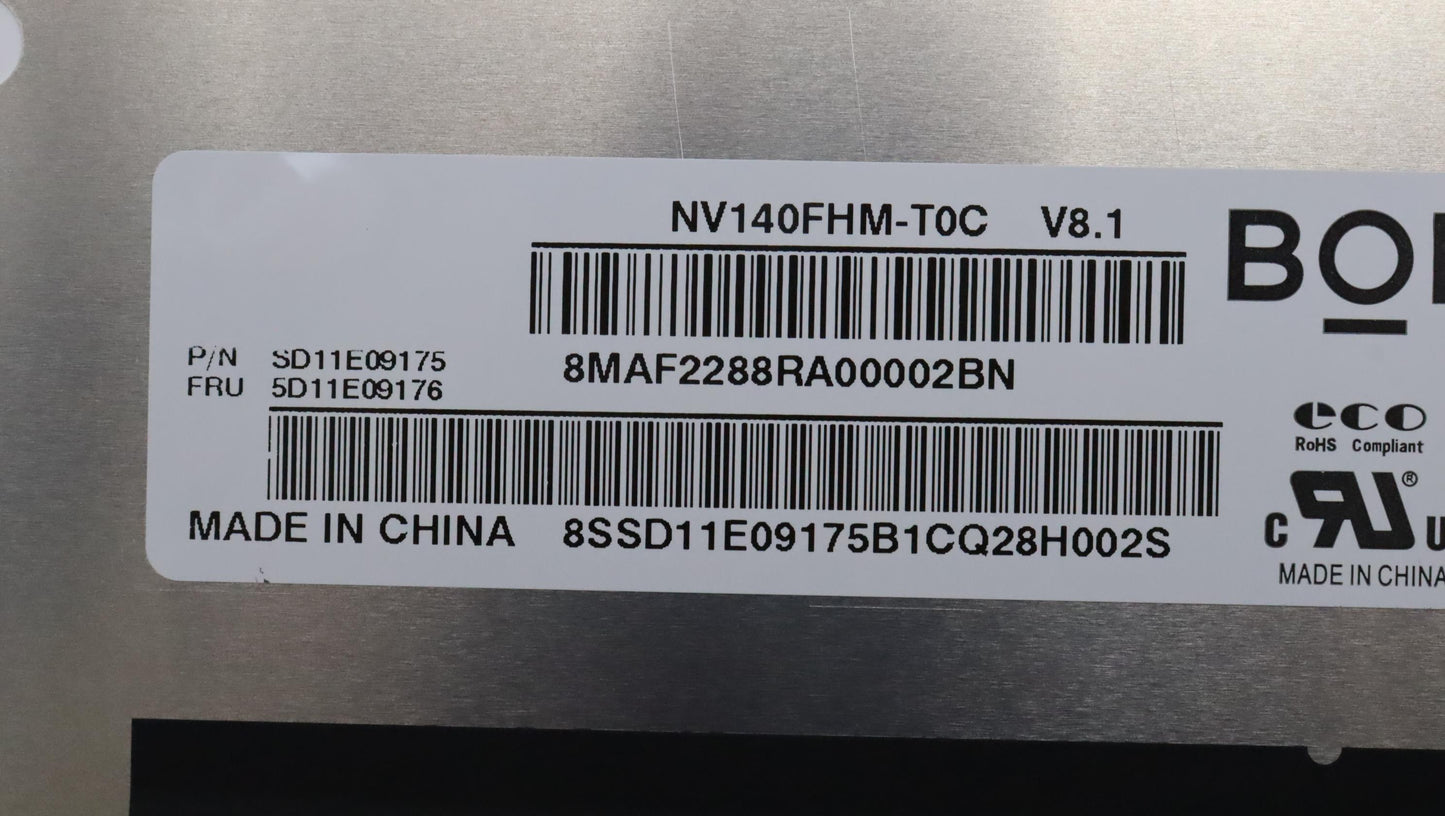 NV140FHM-T0C V8.1
BO
8MAF2288RA00002BN
P/N SD11E09175
FRU 5D11E09176
eco
RoHS Compliant
MADE IN CHINA 8SSD11E09175B1CQ28H002S
C RU ® U
MADE IN CHINA